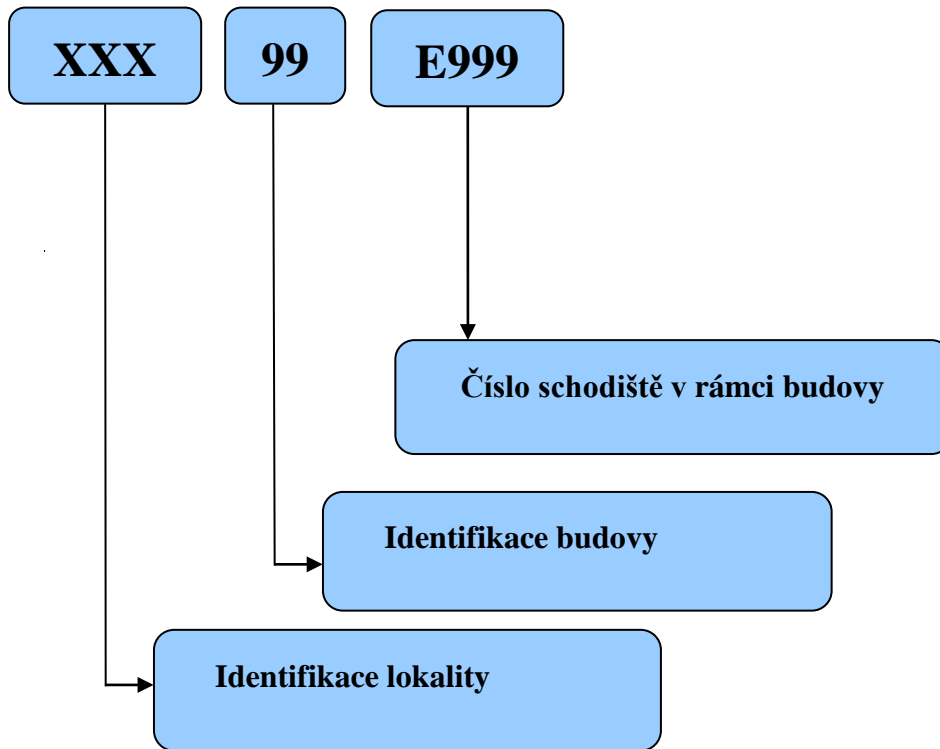 XXX 99 E999
Číslo schodiště v rámci budovy
Identifikace budovy
Identifikace lokality